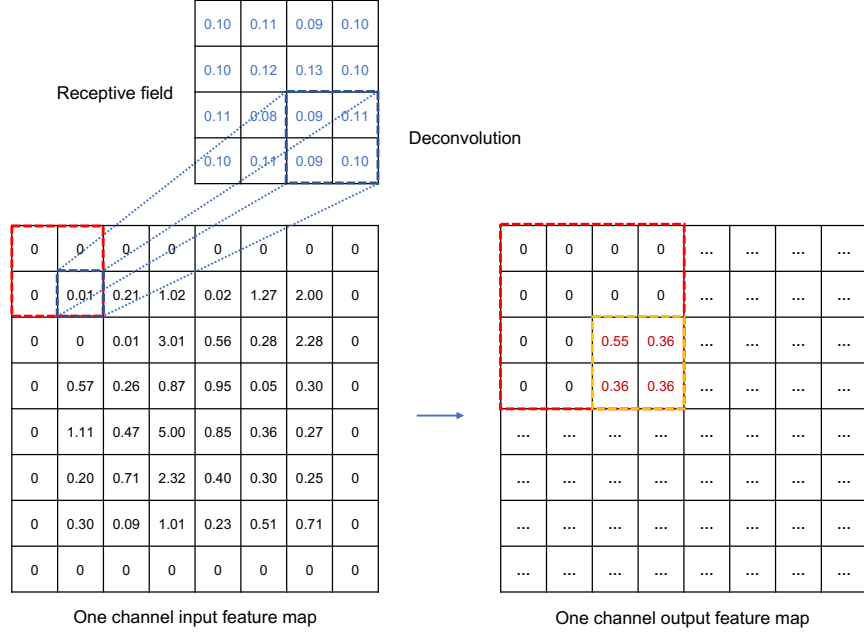 0.10 0.11 0.09 0.10
0.10 0.12 0.13 0.10
Receptive field
0.11 0.08 0.09 0.11
Deconvolution
0.10 0.11 0.09 0.10
0 0 0 0 0 0 0 0
0 0.01 0.21 1.02 0.02 1.27 2.00 0
0 0 0.01 3.01 0.56 0.28 2.28 0
0 0.57 0.26 0.87 0.95 0.05 0.30 0
0 1.11 0.47 5.00 0.85 0.36 0.27 0
0 0.20 0.71 2.32 0.40 0.30 0.25 0
0 0.30 0.09 1.01 0.23 0.51 0.71 0
0 0 0 0 0 0 0 0
One channel input feature map
0 0 0 0 ... ... ... ...
0 0 0 0 ... ... ... ...
0 0 0.55 0.36 ... ... ... ...
0 0 0.36 0.36 ... ... ... ...
... ... ... ... ... ... ... ...
... ... ... ... ... ... ... ...
... ... ... ... ... ... ... ...
... ... ... ... ... ... ... ...
One channel output feature map